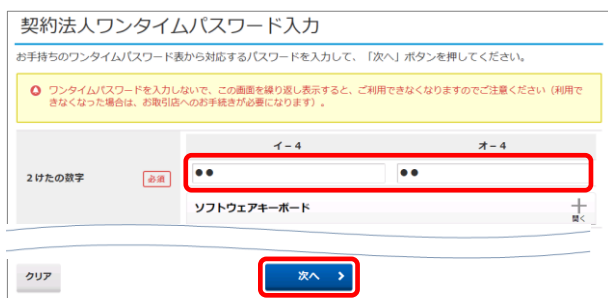 契約法人ワンタイムパスワード入力
お手持ちのワンタイムパスワード表から対応するパスワードを入力して、「次へ」ボタンを押してください。
ワンタイムパスワードを入力しないで、この画面を繰り返し表示すると、ご利用できなくなりますのでご注意ください（利用で
きなくなった場合は、お取引店へのお手続きが必要になります）。
イ－4 オ－4
2けたの数字 必須 ●● ●●
ソフトウェアキーボード
開く
クリア 次へ